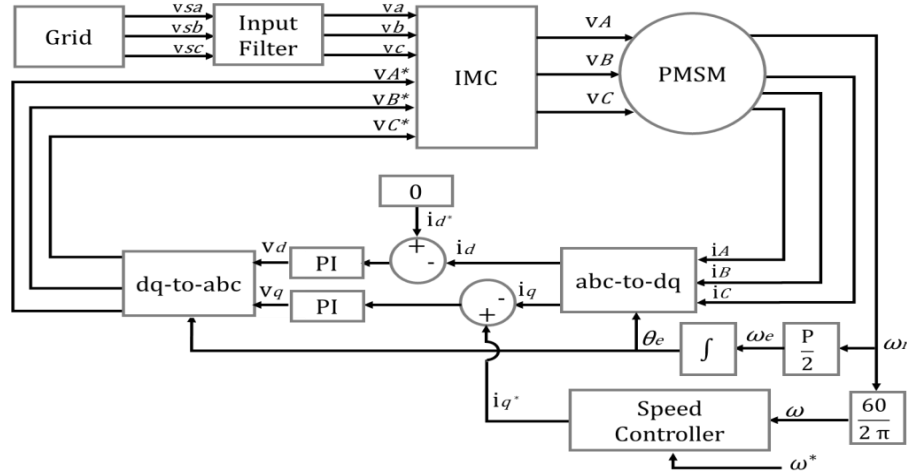 Grid
vsa
vsb
vsc
Input
Filter
va
vb
vc
vA*
vB*
vC*
IMC
vA
vB
vC
PMSM
0
id*
+
-
id
vd
PI
dq-to-abc
vq
PI
-
+
iq
abc-to-dq
iA
iB
iC
θe
∫
ωe
P
2
ωr
iq*
Speed
Controller
ω
60
2 π
ω*